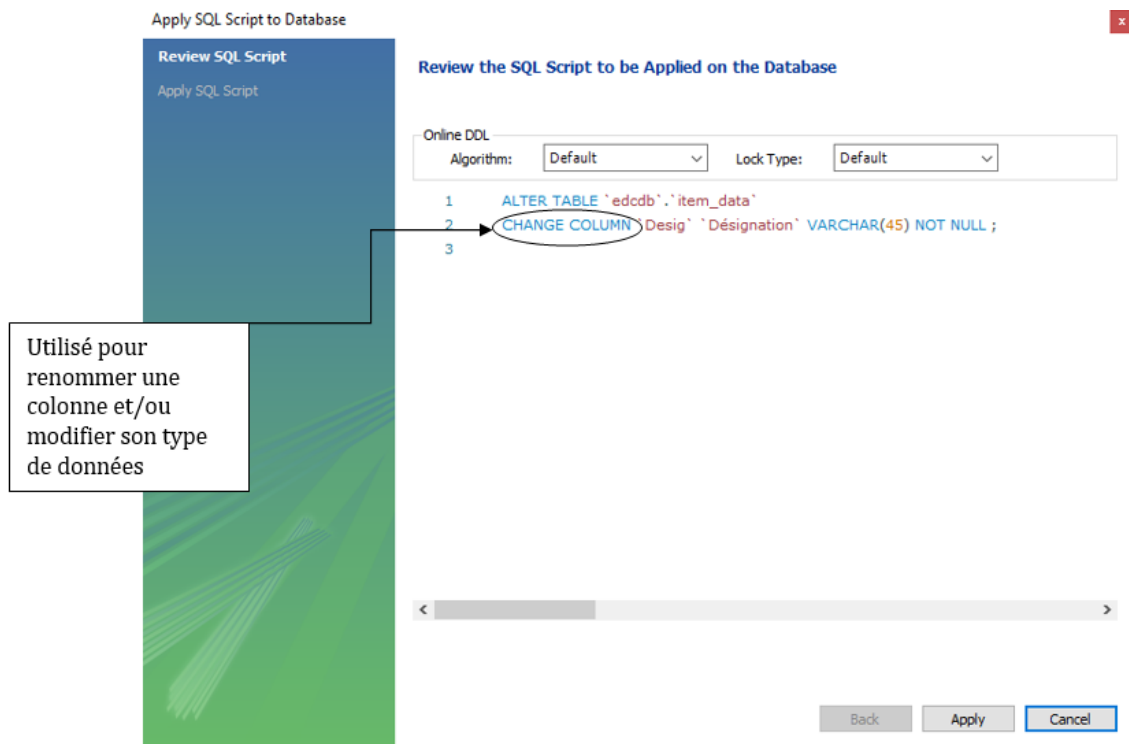 Apply SQL Script to Database
x
Review SQL Script
Apply SQL Script
Review the SQL Script to be Applied on the Database
Online DDL
Algorithm: Default Lock Type: Default
1 ALTER TABLE `edcdb`.`item_data`
2 CHANGE COLUMN `Desig` `Désignation` VARCHAR(45) NOT NULL ;
3
Utilisé pour
renommer une
colonne et/ou
modifier son type
de données
Back Apply Cancel